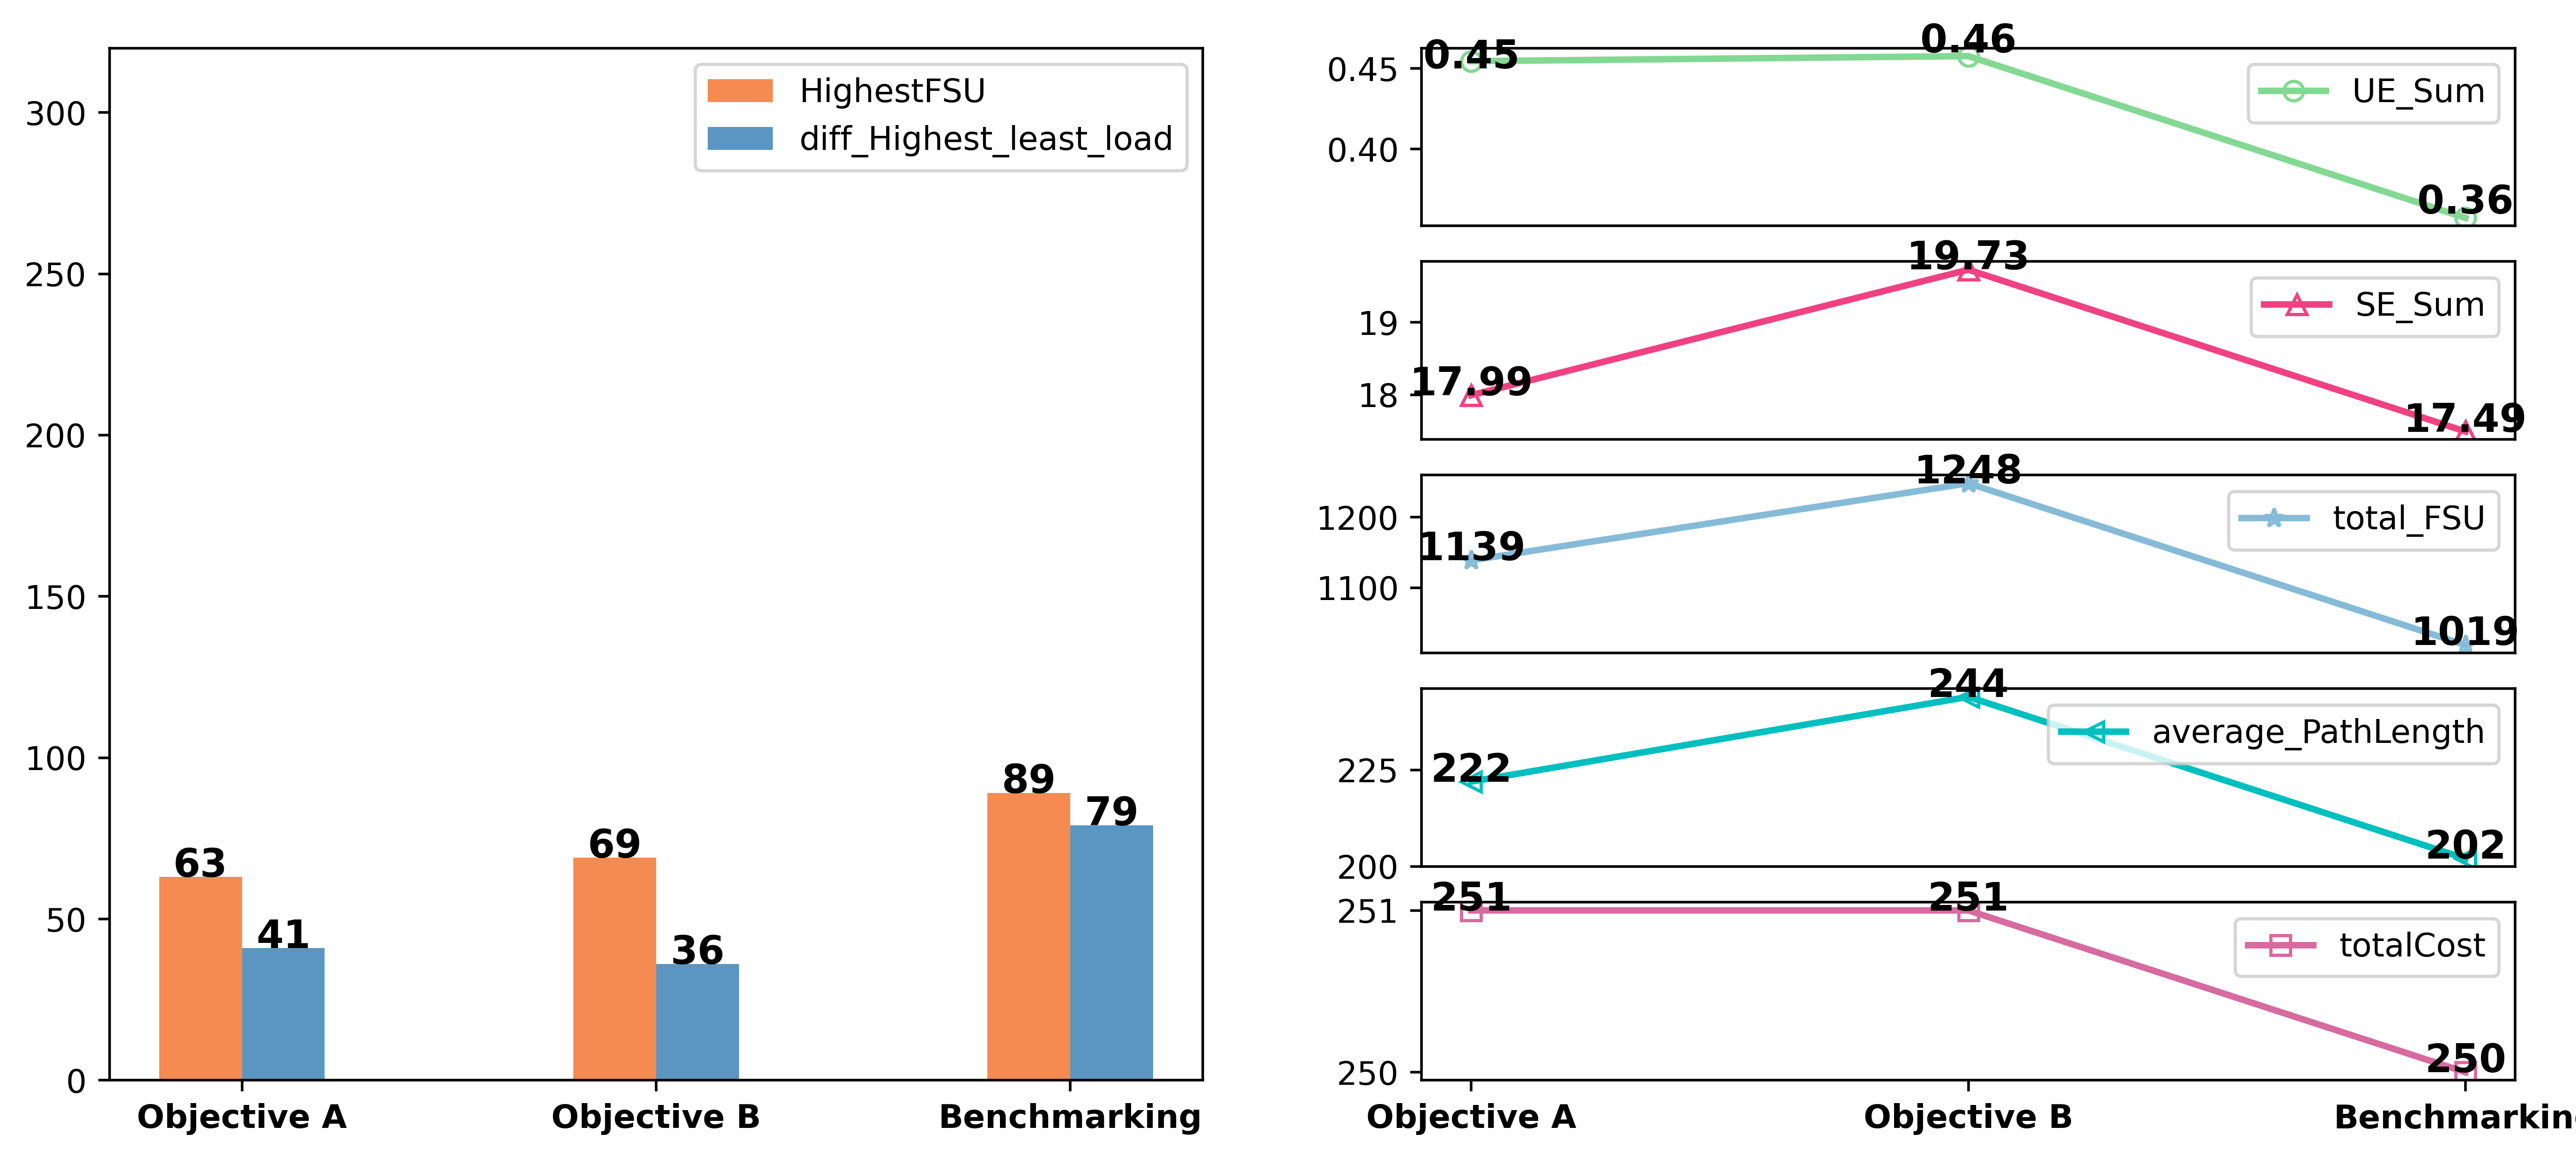 300
250
200
150
100
50
0
HighestFSU
diff_Highest_least_load
63
41
69
36
89
79
Objective A
Objective B
Benchmarking
0.45
0.40
0.45
0.46
0.36
UE_Sum
19
18
17.99
19.73
17.49
SE_Sum
1200
1100
1139
1248
1019
total_FSU
225
200
222
244
202
average_PathLength
251
250
251
251
250
totalCost
Objective A
Objective B
Benchmarkin